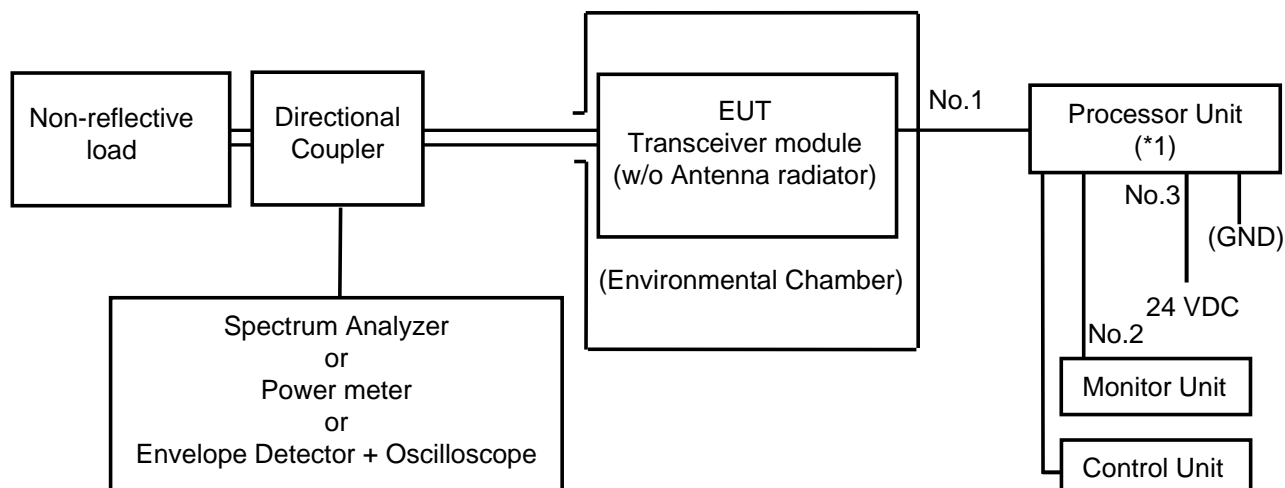 Non-reflective
load
Directional
Coupler
EUT
Transceiver module
(w/o Antenna radiator)
(Environmental Chamber)
No.1
Processor Unit
(*1)
No.3
(GND)
24 VDC
No.2
Monitor Unit
Control Unit
Spectrum Analyzer
or
Power meter
or
Envelope Detector + Oscilloscope